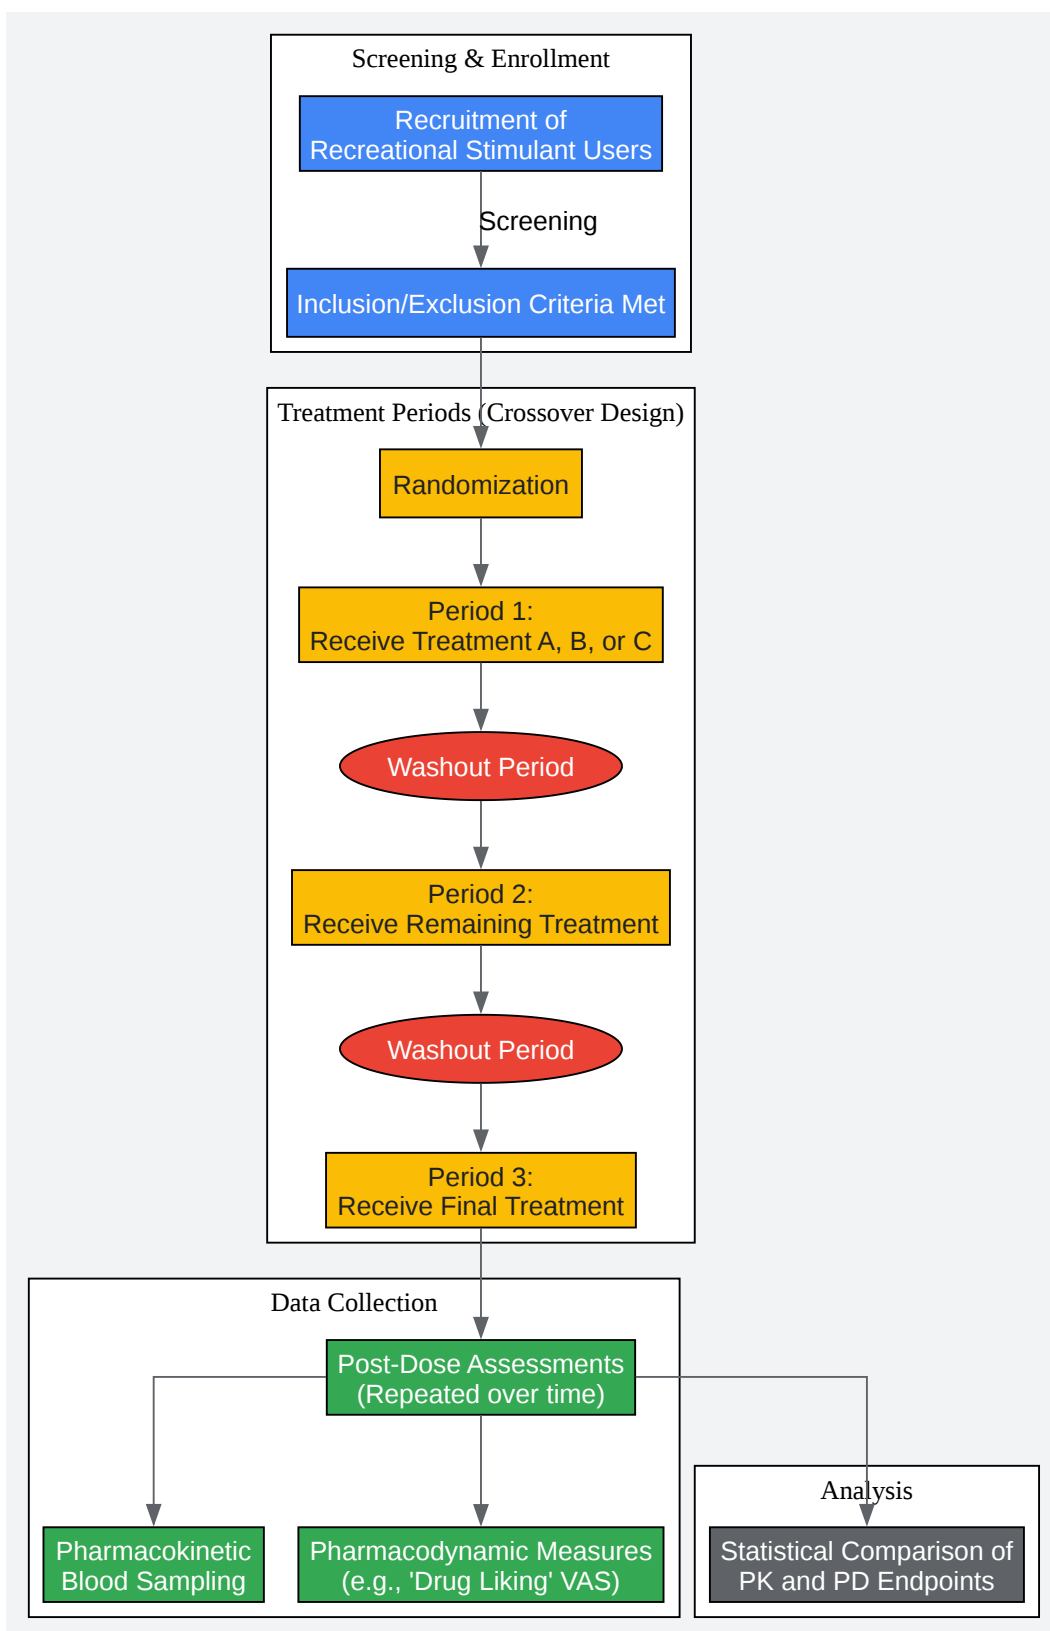 Screening & Enrollment
Recruitment of
Recreational Stimulant Users
Screening
Inclusion/Exclusion Criteria Met
Treatment Periods (Crossover Design)
Randomization
Period 1:
Receive Treatment A, B, or C
Washout Period
Period 2:
Receive Remaining Treatment
Washout Period
Period 3:
Receive Final Treatment
Data Collection
Post-Dose Assessments
(Repeated over time)
Pharmacokinetic
Blood Sampling
Pharmacodynamic Measures
(e.g., 'Drug Liking' VAS)
Analysis
Statistical Comparison of
PK and PD Endpoints